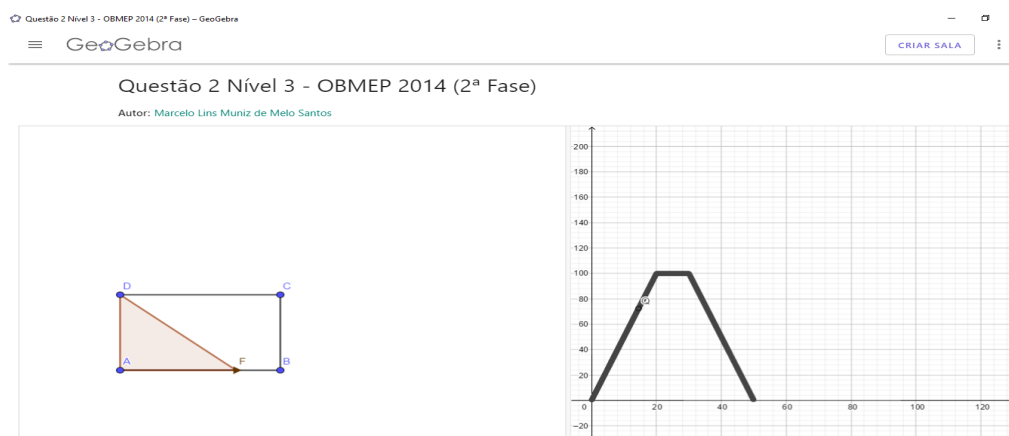 Questão 2 Nível 3 - OBMEP 2014 (2ª Fase) – GeoGebra
GeoGebra
CRIAR SALA
Questão 2 Nível 3 - OBMEP 2014 (2ª Fase)
Autor: Marcelo Lins Muniz de Melo Santos
D
C
A
F
B
200
180
160
140
120
100
80
60
40
20
0
20
40
60
80
100
120
–20